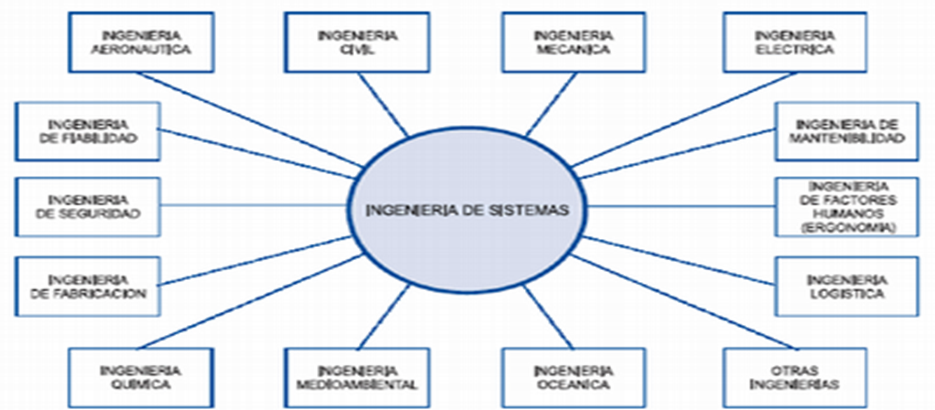 INGENIERIA
AERONAUTICA
INGENIERIA
CIVIL
INGENIERIA
MECANICA
INGENIERIA
ELECTRICA
INGENIERIA
DE FIABILIDAD
INGENIERIA DE
MANTENIBILIDAD
INGENIERIA
DE SEGURIDAD
INGENIERIA DE SISTEMAS
INGENIERIA
DE FACTORES
HUMANOS
(ERGONOMIA)
INGENIERIA
DE FABRICACION
INGENIERIA
LOGISTICA
INGENIERIA
QUIMICA
INGENIERIA
MEDIOAMBIENTAL
INGENIERIA
OCEANICA
OTRAS
INGENIERIAS